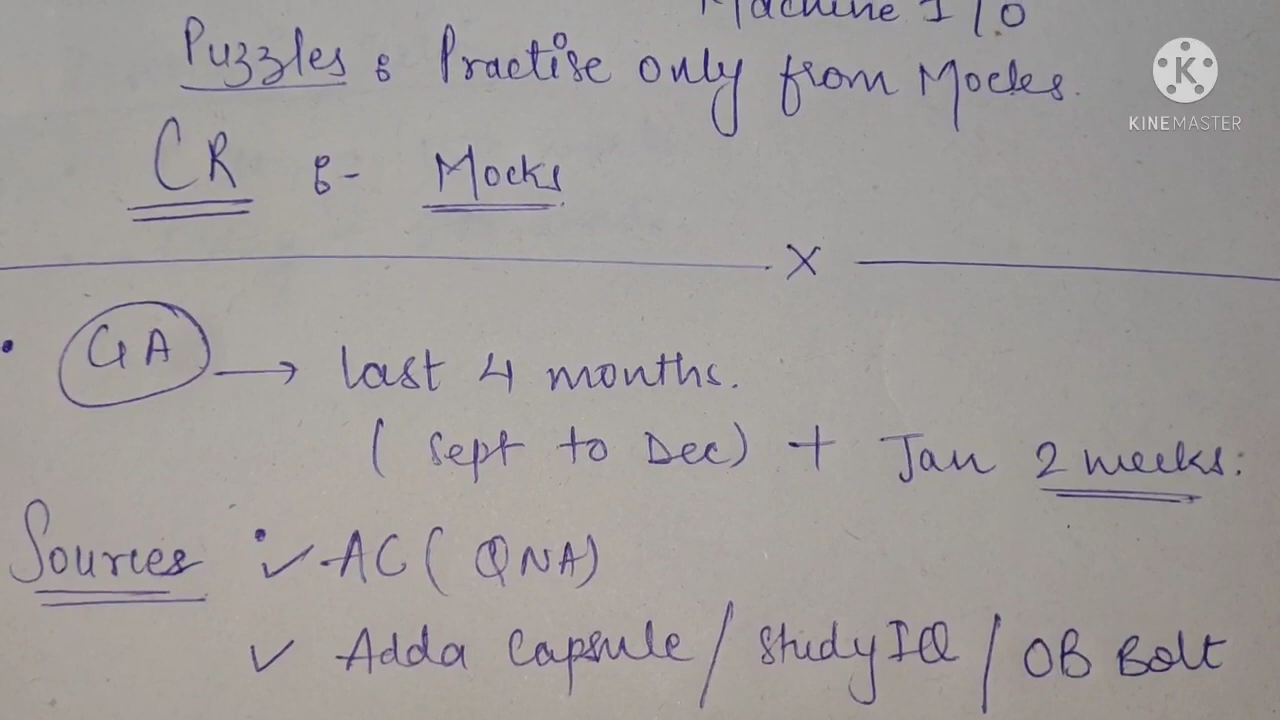 Machine I/O
Puzzles : Practise only from Mocks.
K
KINEMASTER
CR :- Mocks
X
• GA → last 4 months.
( Sept to Dec) + Jan 2 weeks.
Sources : ✓ AC ( QNA)
✓ Adda Capsule / StudyIQ / OB Bolt